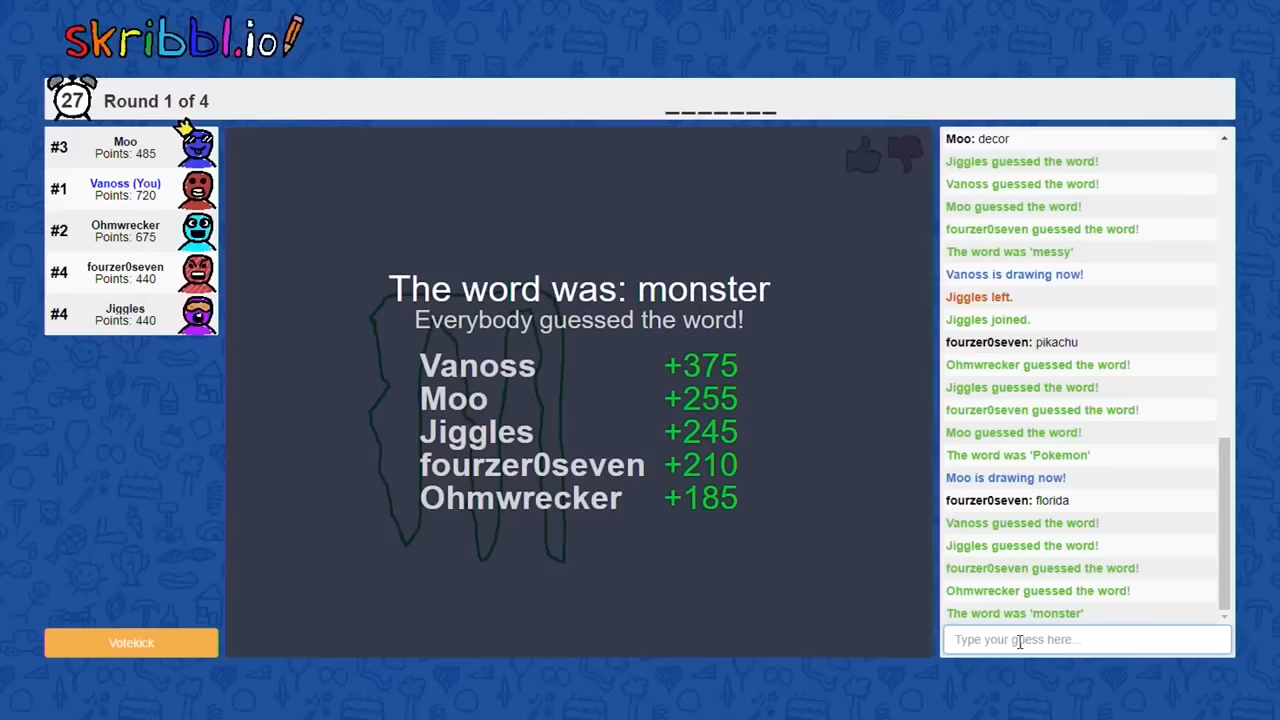 skribbl.io
27
Round 1 of 4
_______
#3
Moo
Points: 485
#1
Vanoss (You)
Points: 720
#2
Ohmwrecker
Points: 675
#4
fourzer0seven
Points: 440
#4
Jiggles
Points: 440
Votekick
The word was: monster
Everybody guessed the word!
Vanoss +375
Moo +255
Jiggles +245
fourzer0seven +210
Ohmwrecker +185
Moo: decor
Jiggles guessed the word!
Vanoss guessed the word!
Moo guessed the word!
fourzer0seven guessed the word!
The word was 'messy'
Vanoss is drawing now!
Jiggles left.
Jiggles joined.
fourzer0seven: pikachu
Ohmwrecker guessed the word!
Jiggles guessed the word!
fourzer0seven guessed the word!
Moo guessed the word!
The word was 'Pokemon'
Moo is drawing now!
fourzer0seven: florida
Vanoss guessed the word!
Jiggles guessed the word!
fourzer0seven guessed the word!
Ohmwrecker guessed the word!
The word was 'monster'
Type your guess here...